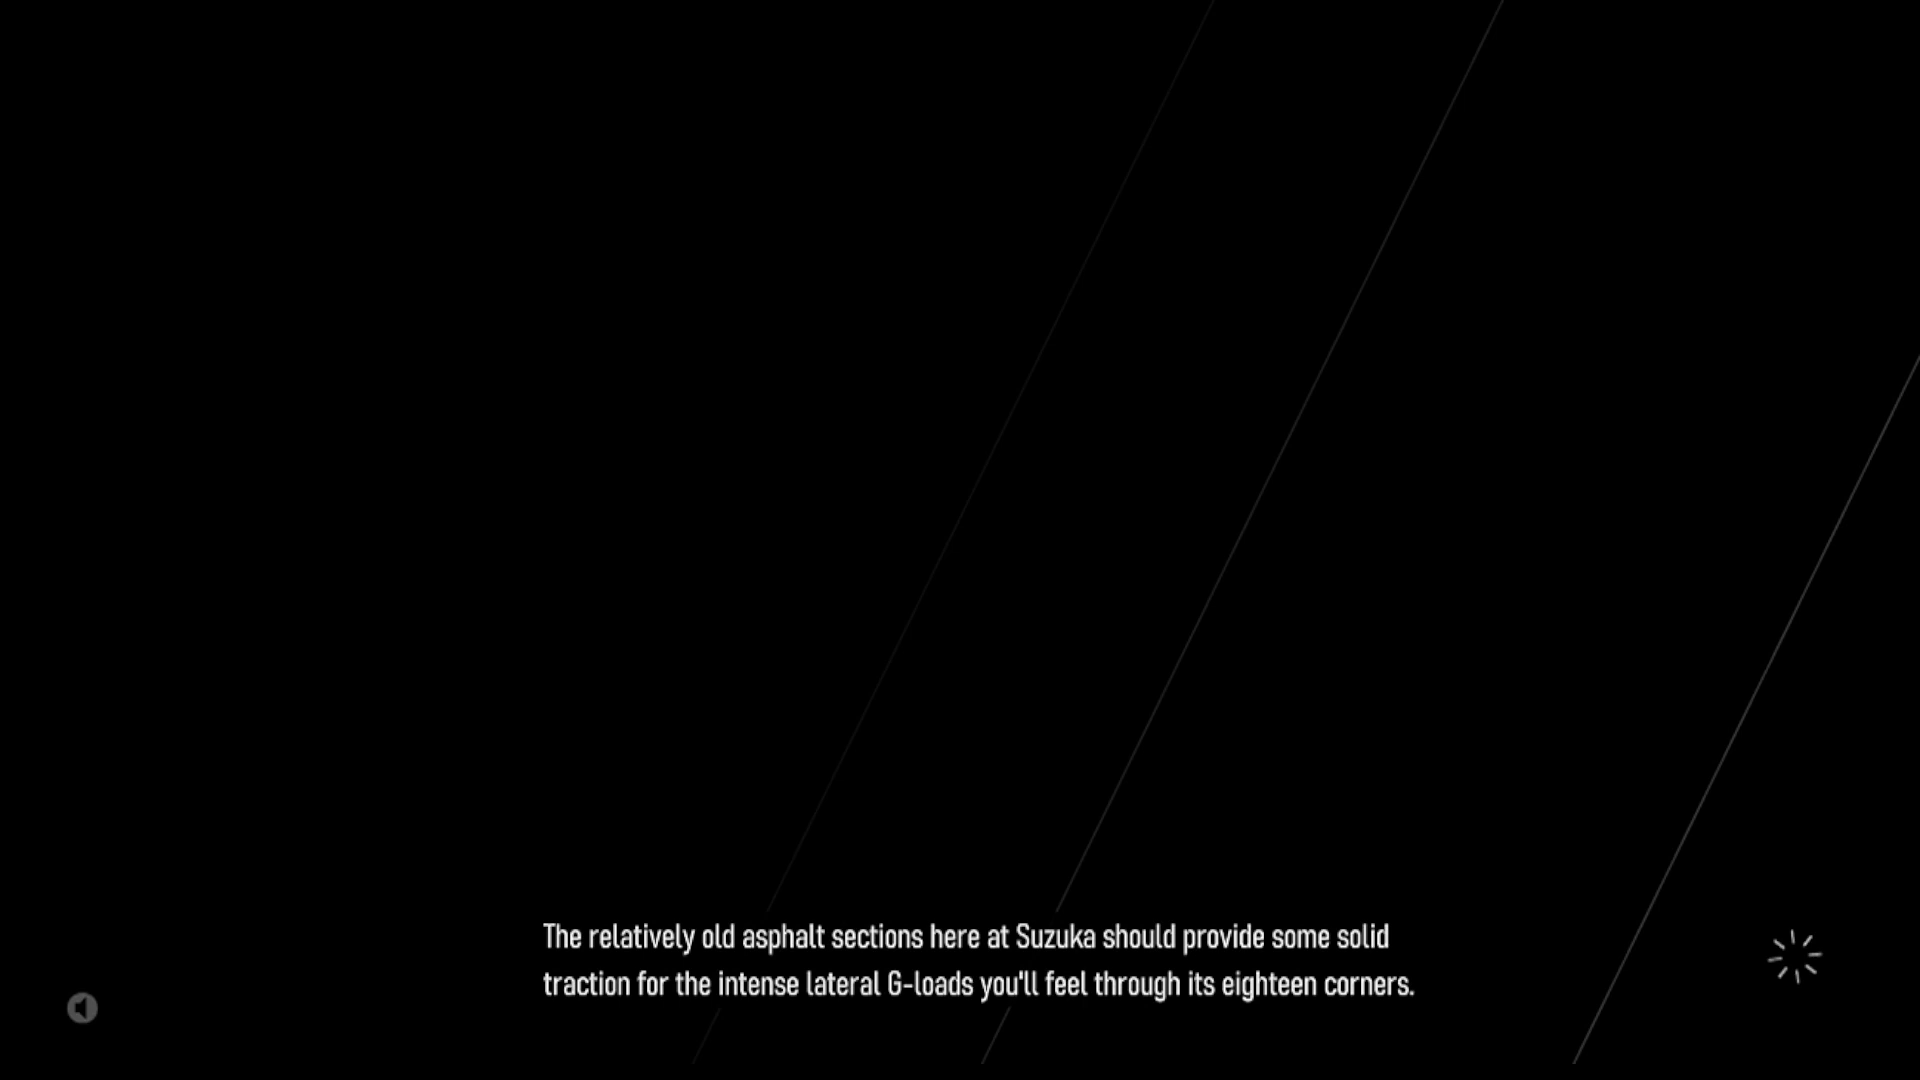 The relatively old asphalt sections here at Suzuka should provide some solid
traction for the intense lateral G-loads you'll feel through its eighteen corners.